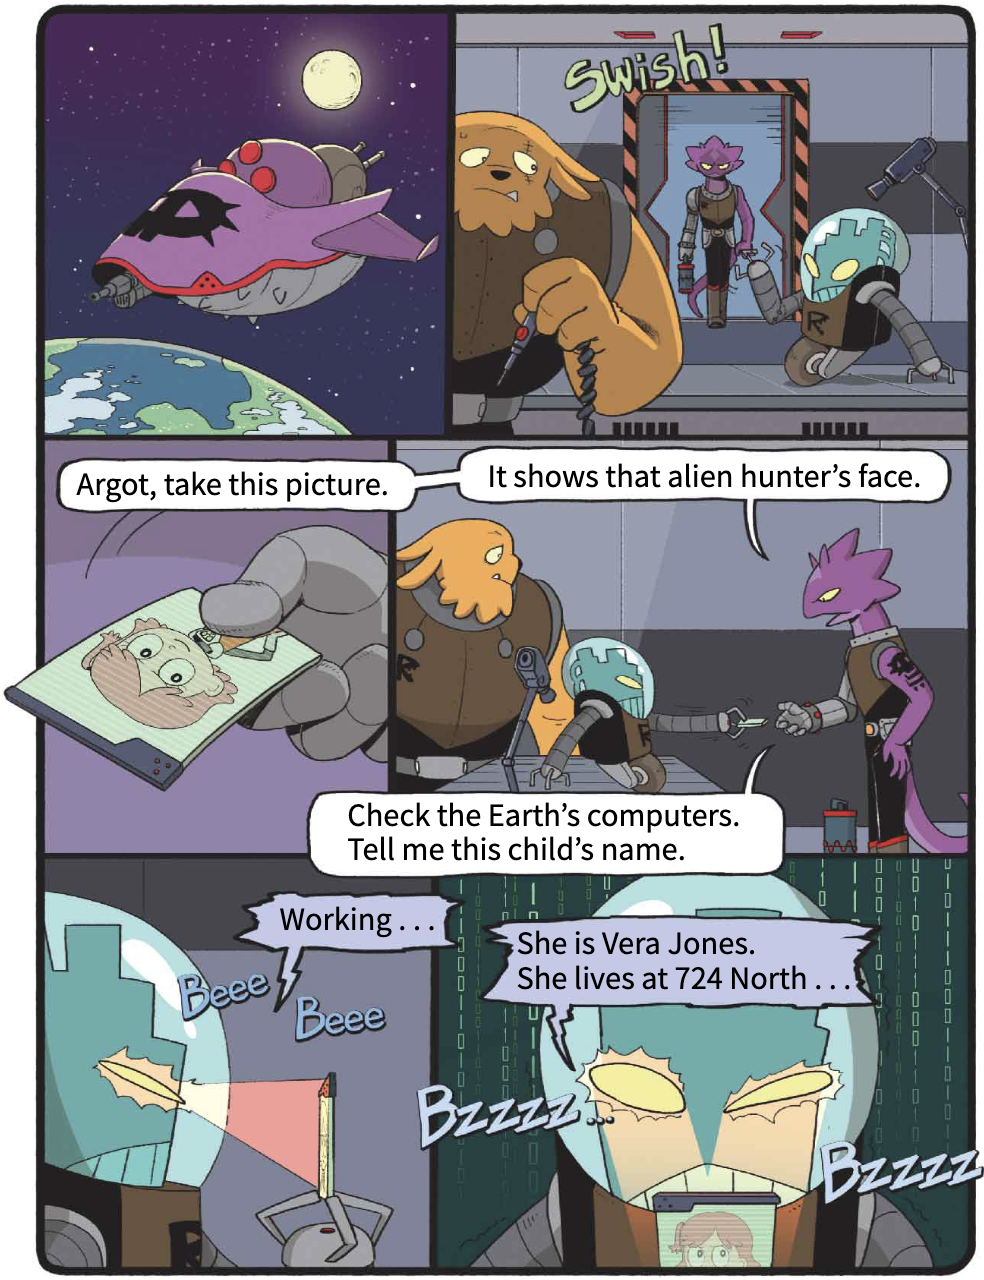 Swish!
Argot, take this picture.
It shows that alien hunter's face.
Check the Earth's computers.
Tell me this child's name.
Working . . .
Beee
Beee
She is Vera Jones.
She lives at 724 North . . .
Bzzzz...
Bzzzz
R
R
R
R